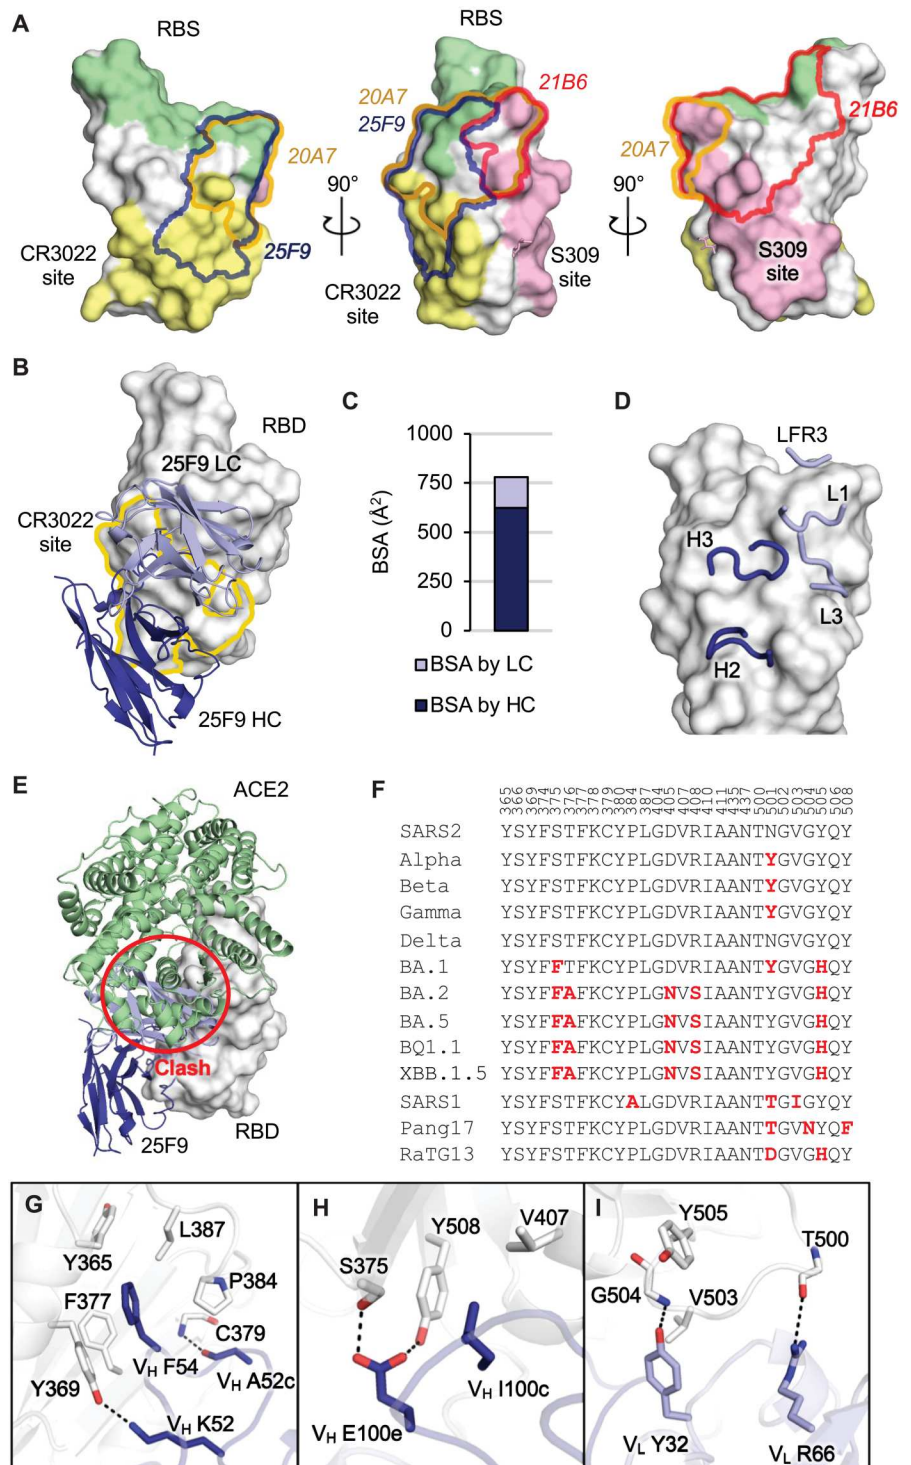 A
RBS
RBS
20A7
25F9
21B6
20A7
25F9
CR3022
site
90°
CR3022
site
S309
site
90°
20A7
21B6
S309
site
B
RBD
25F9 LC
CR3022
site
25F9 HC
C
1000
750
500
250
0
BSA (Å²)
BSA by LC
BSA by HC
D
LFR3
L1
H3
L3
H2
E
ACE2
Clash
25F9
RBD
F
365 366 369 374 375 376 377 378 379 380 384 387 404 405 407 408 410 411 435 437 500 501 502 503 504 505 506 508
SARS2 YSYFSTFKCYPLGDVRIAANTNGVGYQY
Alpha YSYFSTFKCYPLGDVRIAANTYGVGYQY
Beta YSYFSTFKCYPLGDVRIAANTYGVGYQY
Gamma YSYFSTFKCYPLGDVRIAANTYGVGYQY
Delta YSYFSTFKCYPLGDVRIAANTNGVGYQY
BA.1 YSYFFTFKCYPLGDVRIAANTYGVGHQY
BA.2 YSYFFAFKCYPLGNVSIAANTYGVGHQY
BA.5 YSYFFAFKCYPLGNVSIAANTYGVGHQY
BQ1.1 YSYFFAFKCYPLGNVSIAANTYGVGHQY
XBB.1.5 YSYFFAFKCYPLGNVSIAANTYGVGHQY
SARS1 YSYFSTFKCYALGDVRIAANTTGIGYQY
Pang17 YSYFSTFKCYPLGDVRIAANTTGVNYQF
RaTG13 YSYFSTFKCYPLGDVRIAANTDGVGHQY
G
Y365
L387
P384
F377
C379
VH F54
VH A52c
Y369
VH K52
H
Y508
V407
S375
VH I100c
VH E100e
I
Y505
T500
G504
V503
VL Y32
VL R66